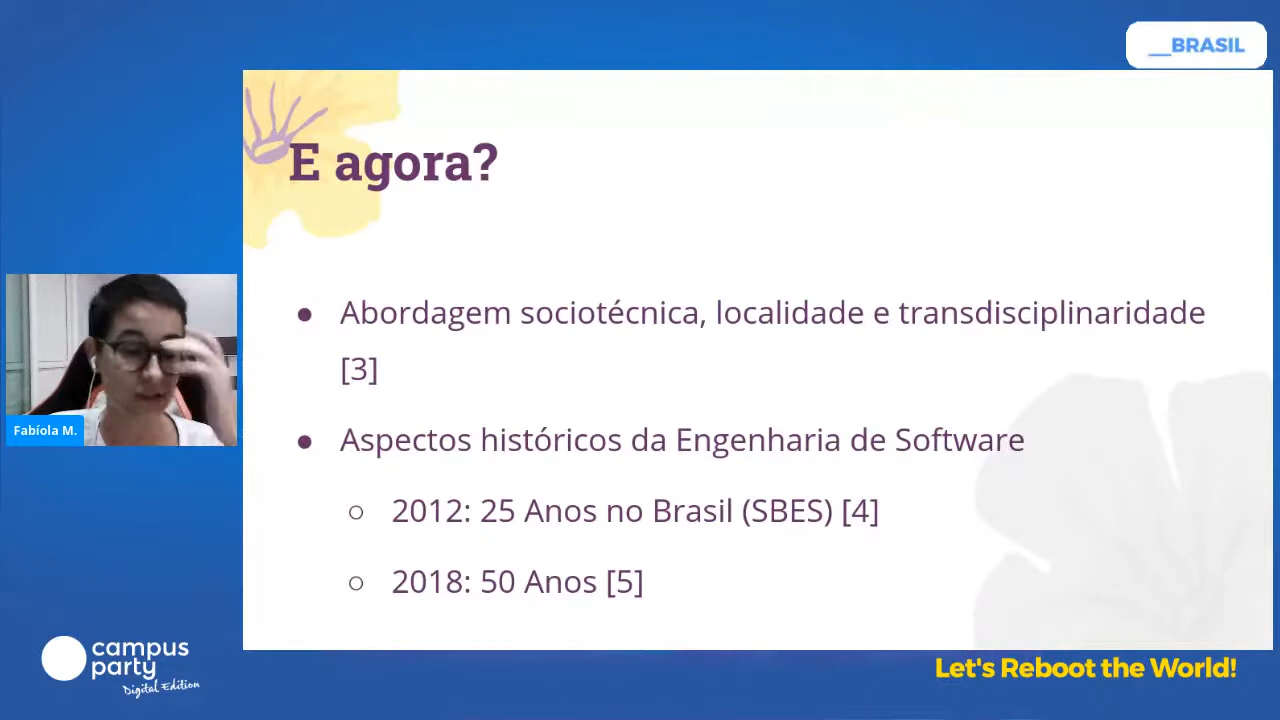 __BRASIL
E agora?
● Abordagem sociotécnica, localidade e transdisciplinaridade
[3]
● Aspectos históricos da Engenharia de Software
○ 2012: 25 Anos no Brasil (SBES) [4]
○ 2018: 50 Anos [5]
Fabíola M.
campus
party
Digital Edition
Let's Reboot the World!